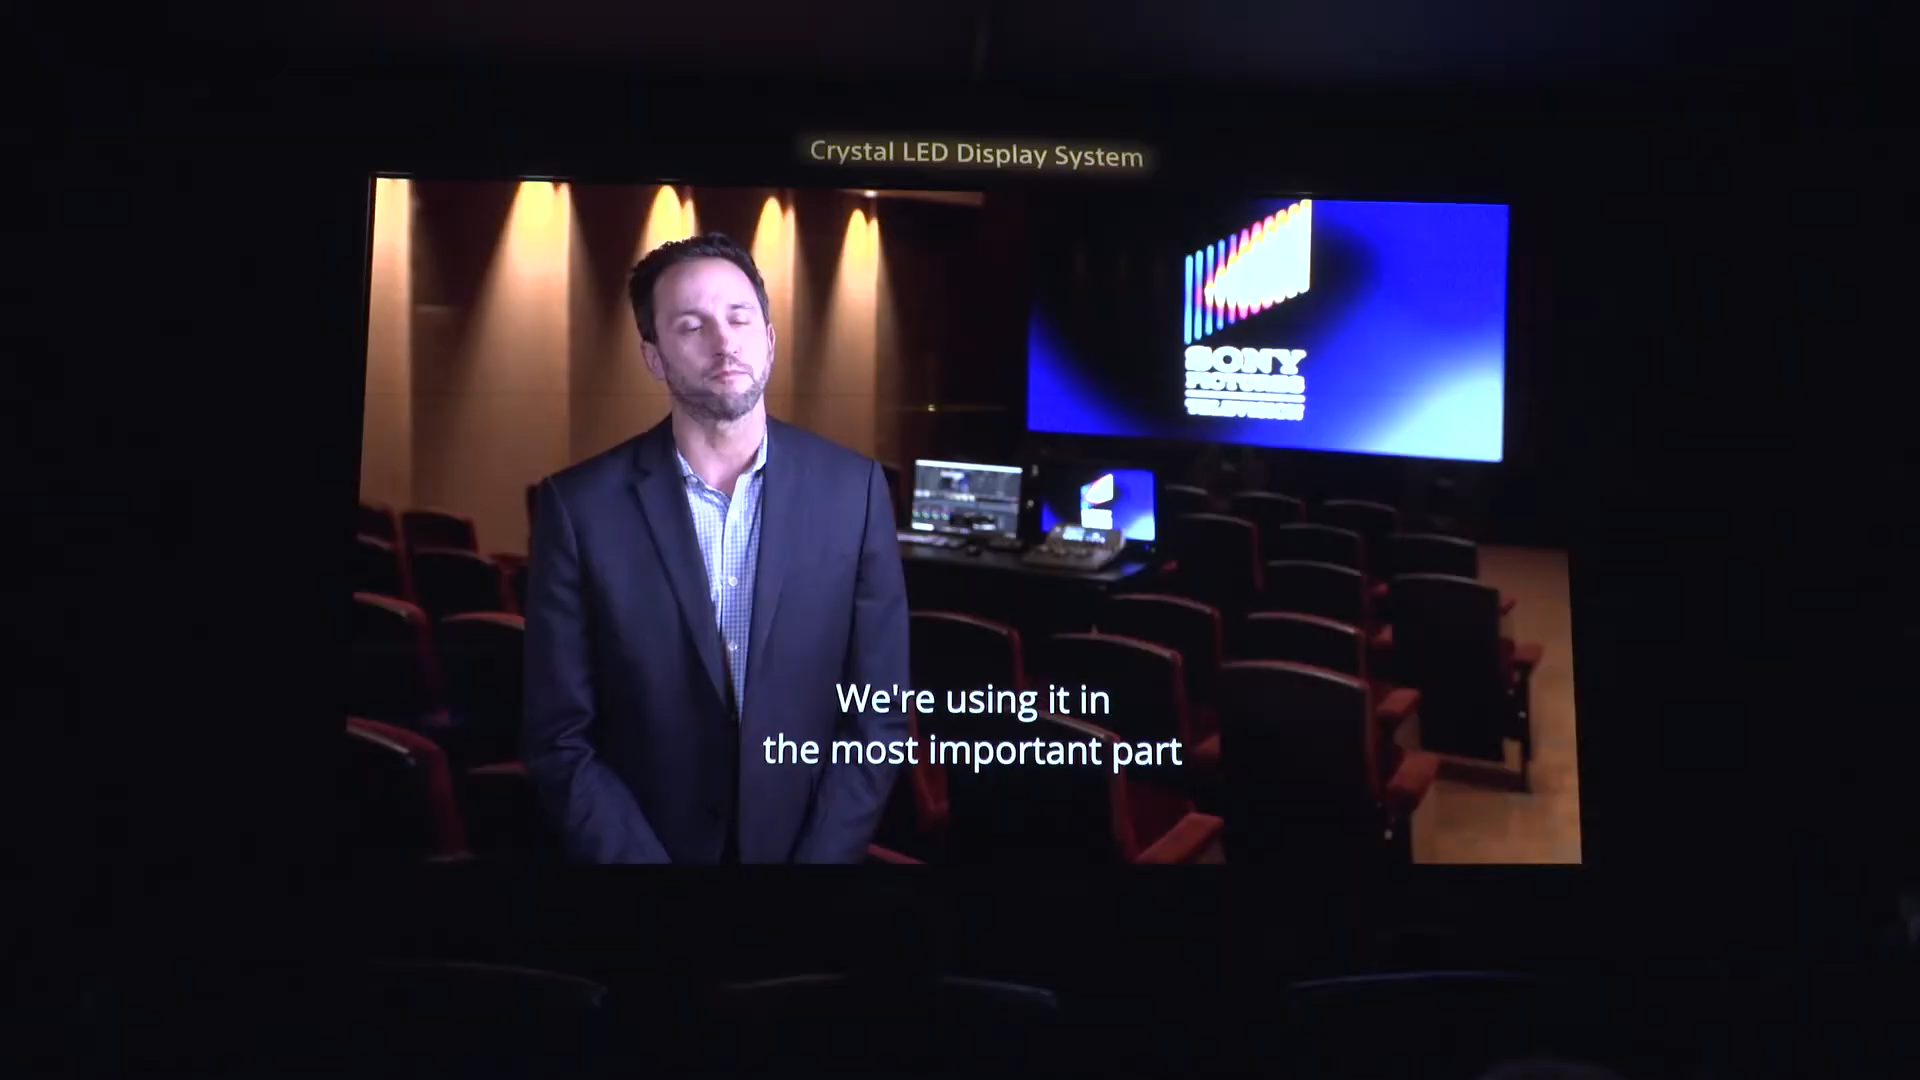 Crystal LED Display System
SONY
PICTURES
TELEVISION
We're using it in
the most important part